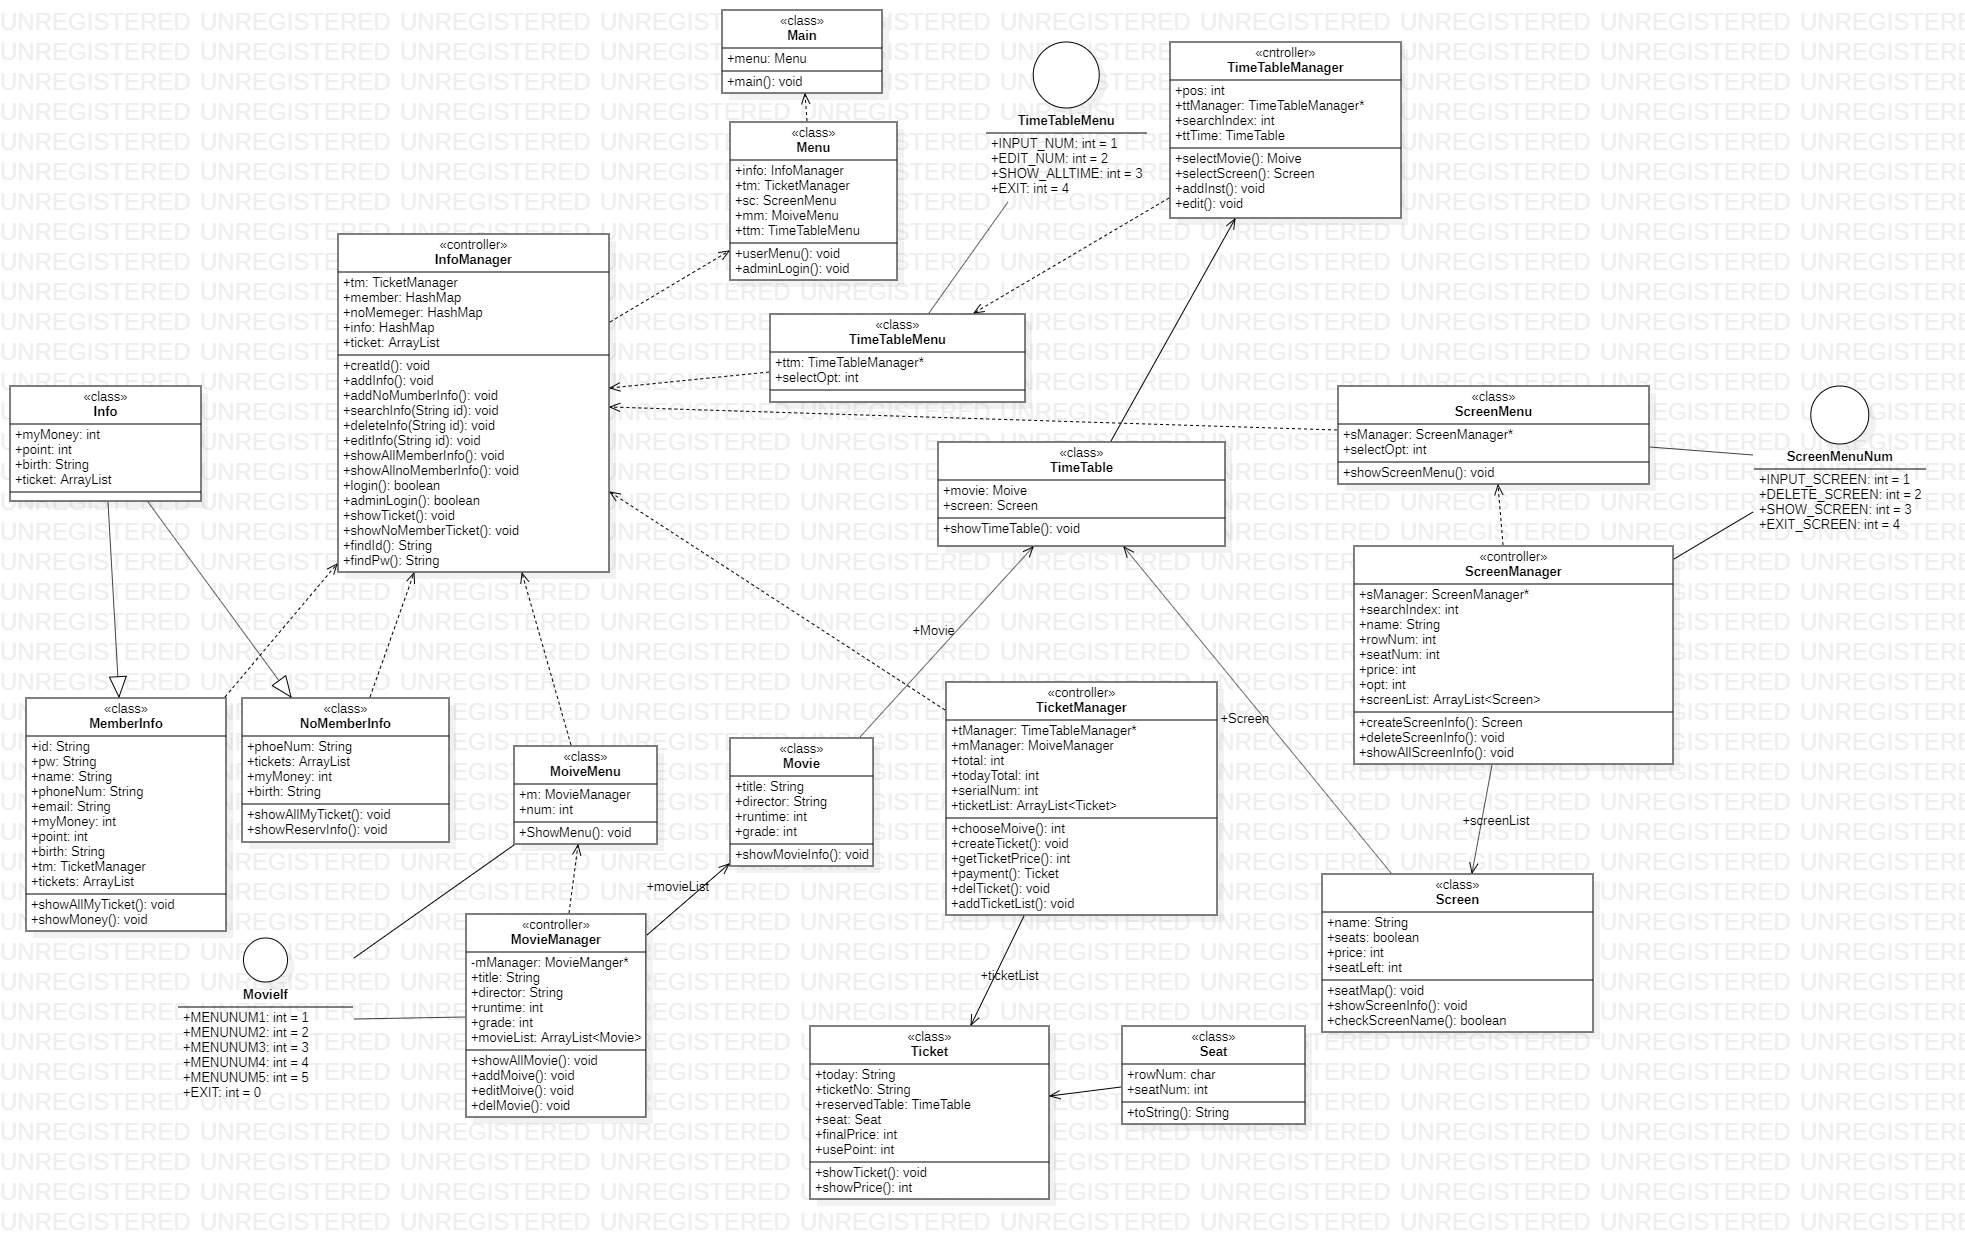 «class»
Main
+menu: Menu
+main(): void
«class»
Menu
+info: InfoManager
+tm: TicketManager
+sc: ScreenMenu
+mm: MoiveMenu
+ttm: TimeTableMenu
+userMenu(): void
+adminLogin(): void
TimeTableMenu
+INPUT_NUM: int = 1
+EDIT_NUM: int = 2
+SHOW_ALLTIME: int = 3
+EXIT: int = 4
«cntroller»
TimeTableManager
+pos: int
+ttManager: TimeTableManager*
+searchIndex: int
+ttTime: TimeTable
+selectMovie(): Moive
+selectScreen(): Screen
+addInst(): void
+edit(): void
«controller»
InfoManager
+tm: TicketManager
+member: HashMap
+noMemeger: HashMap
+info: HashMap
+ticket: ArrayList
+creatId(): void
+addInfo(): void
+addNoMumberInfo(): void
+searchInfo(String id): void
+deleteInfo(String id): void
+editInfo(String id): void
+showAllMemberInfo(): void
+showAllnoMemberInfo(): void
+login(): boolean
+adminLogin(): boolean
+showTicket(): void
+showNoMemberTicket(): void
+findId(): String
+findPw(): String
«class»
TimeTableMenu
+ttm: TimeTableManager*
+selectOpt: int
«class»
Info
+myMoney: int
+point: int
+birth: String
+ticket: ArrayList
«class»
ScreenMenu
+sManager: ScreenManager*
+selectOpt: int
+showScreenMenu(): void
ScreenMenuNum
+INPUT_SCREEN: int = 1
+DELETE_SCREEN: int = 2
+SHOW_SCREEN: int = 3
+EXIT_SCREEN: int = 4
«class»
TimeTable
+movie: Moive
+screen: Screen
+showTimeTable(): void
«controller»
ScreenManager
+sManager: ScreenManager*
+searchIndex: int
+name: String
+rowNum: int
+seatNum: int
+price: int
+opt: int
+screenList: ArrayList<Screen>
+createScreenInfo(): Screen
+deleteScreenInfo(): void
+showAllScreenInfo(): void
+Movie
+Screen
+screenList
«class»
MemberInfo
+id: String
+pw: String
+name: String
+phoneNum: String
+email: String
+myMoney: int
+point: int
+birth: String
+tm: TicketManager
+tickets: ArrayList
+showAllMyTicket(): void
+showMoney(): void
«class»
NoMemberInfo
+phoeNum: String
+tickets: ArrayList
+myMoney: int
+birth: String
+showAllMyTicket(): void
+showReservInfo(): void
«class»
MoiveMenu
+m: MovieManager
+num: int
+ShowMenu(): void
«class»
Movie
+title: String
+director: String
+runtime: int
+grade: int
+showMovieInfo(): void
«controller»
TicketManager
+tManager: TimeTableManager*
+mManager: MoiveManager
+total: int
+todayTotal: int
+serialNum: int
+ticketList: ArrayList<Ticket>
+chooseMoive(): int
+createTicket(): void
+getTicketPrice(): int
+payment(): Ticket
+delTicket(): void
+addTicketList(): void
+movieList
+ticketList
«class»
Screen
+name: String
+seats: boolean
+price: int
+seatLeft: int
+seatMap(): void
+showScreenInfo(): void
+checkScreenName(): boolean
MovieIf
+MENUNUM1: int = 1
+MENUNUM2: int = 2
+MENUNUM3: int = 3
+MENUNUM4: int = 4
+MENUNUM5: int = 5
+EXIT: int = 0
«controller»
MovieManager
-mManager: MovieManger*
+title: String
+director: String
+runtime: int
+grade: int
+movieList: ArrayList<Movie>
+showAllMovie(): void
+addMoive(): void
+editMoive(): void
+delMovie(): void
«class»
Ticket
+today: String
+ticketNo: String
+reservedTable: TimeTable
+seat: Seat
+finalPrice: int
+usePoint: int
+showTicket(): void
+showPrice(): int
«class»
Seat
+rowNum: char
+seatNum: int
+toString(): String